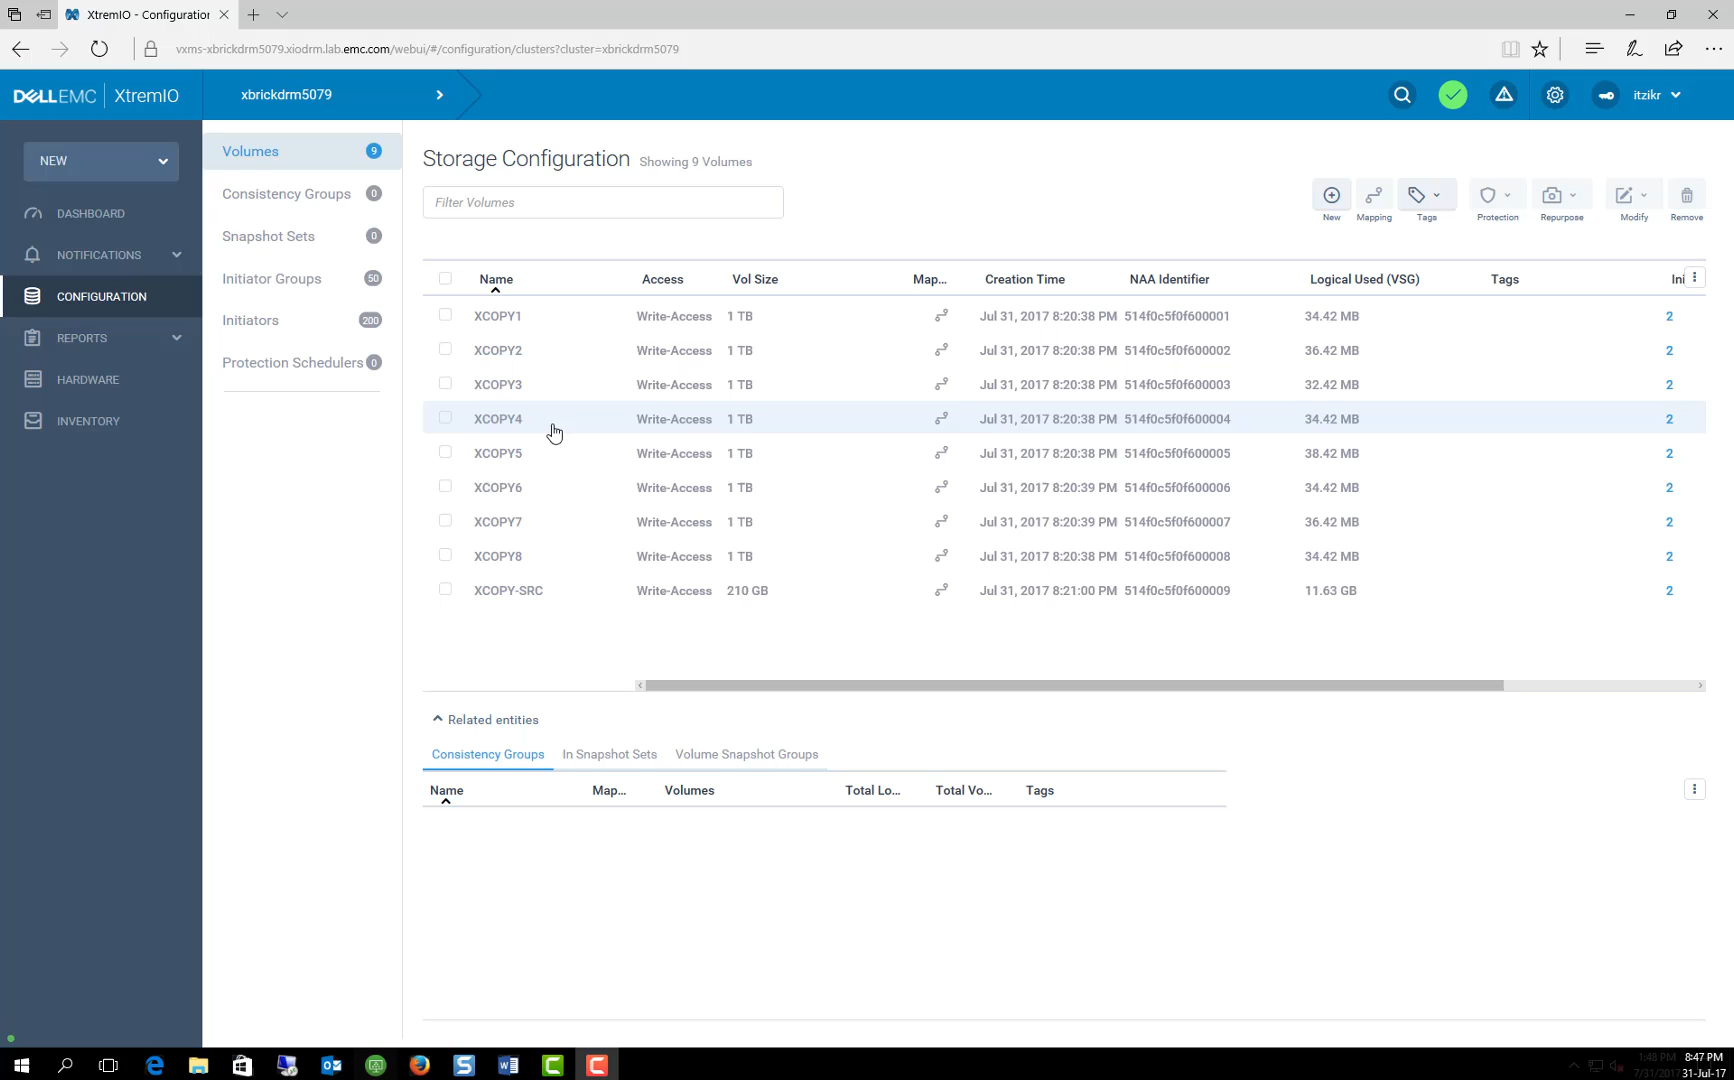 XtremIO - Configuration
vxms-xbrickdrm5079.xiodrm.lab.emc.com/webui/#/configuration/clusters?cluster=xbrickdrm5079
DELLEMC XtremIO
xbrickdrm5079
itzikr
NEW
DASHBOARD
NOTIFICATIONS
CONFIGURATION
REPORTS
HARDWARE
INVENTORY
Volumes 9
Consistency Groups 0
Snapshot Sets 0
Initiator Groups 50
Initiators 200
Protection Schedulers 0
Storage Configuration Showing 9 Volumes
Filter Volumes
New Mapping Tags Protection Repurpose Modify Remove
Name Access Vol Size Map... Creation Time NAA Identifier Logical Used (VSG) Tags Ini
XCOPY1 Write-Access 1 TB Jul 31, 2017 8:20:38 PM 514f0c5f0f600001 34.42 MB 2
XCOPY2 Write-Access 1 TB Jul 31, 2017 8:20:38 PM 514f0c5f0f600002 36.42 MB 2
XCOPY3 Write-Access 1 TB Jul 31, 2017 8:20:38 PM 514f0c5f0f600003 32.42 MB 2
XCOPY4 Write-Access 1 TB Jul 31, 2017 8:20:38 PM 514f0c5f0f600004 34.42 MB 2
XCOPY5 Write-Access 1 TB Jul 31, 2017 8:20:38 PM 514f0c5f0f600005 38.42 MB 2
XCOPY6 Write-Access 1 TB Jul 31, 2017 8:20:39 PM 514f0c5f0f600006 34.42 MB 2
XCOPY7 Write-Access 1 TB Jul 31, 2017 8:20:39 PM 514f0c5f0f600007 36.42 MB 2
XCOPY8 Write-Access 1 TB Jul 31, 2017 8:20:38 PM 514f0c5f0f600008 34.42 MB 2
XCOPY-SRC Write-Access 210 GB Jul 31, 2017 8:21:00 PM 514f0c5f0f600009 11.63 GB 2
Related entities
Consistency Groups In Snapshot Sets Volume Snapshot Groups
Name Map... Volumes Total Lo... Total Vo... Tags
1:48 PM 8:47 PM
7/31/2017 31-Jul-17